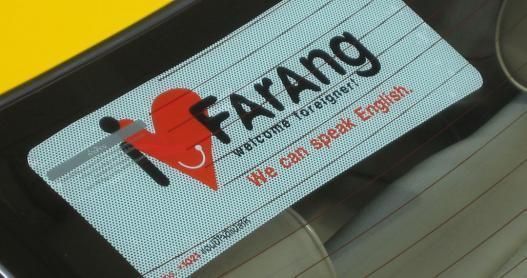 I FArAng
welcome foreigner!
We can speak English.